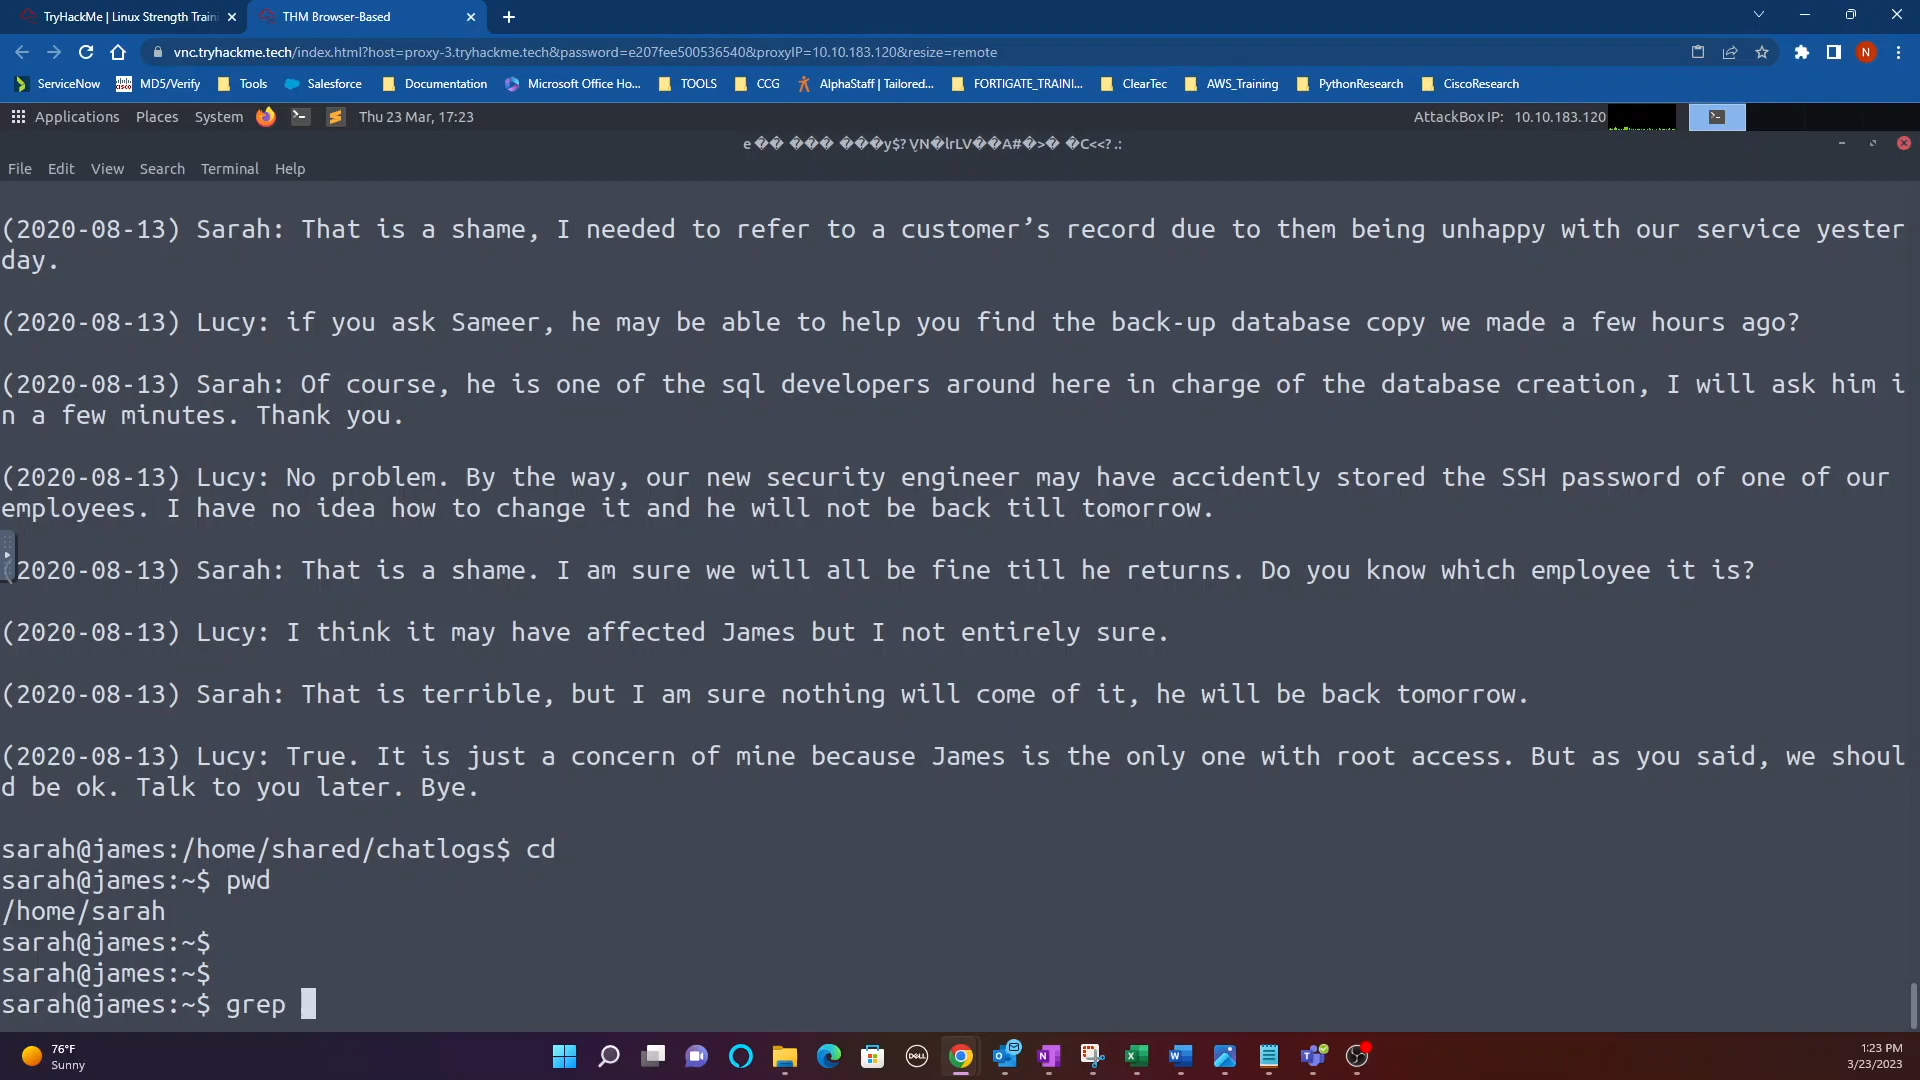 TryHackMe | Linux Strength Traini
THM Browser-Based
vnc.tryhackme.tech/index.html?host=proxy-3.tryhackme.tech&password=e207fee500536540&proxyIP=10.10.183.120&resize=remote
N
ServiceNow MD5/Verify Tools Salesforce Documentation Microsoft Office Ho... TOOLS CCG AlphaStaff | Tailored... FORTIGATE_TRAINI... ClearTec AWS_Training PythonResearch CiscoResearch
Applications Places System Thu 23 Mar, 17:23 AttackBox IP: 10.10.183.120
File Edit View Search Terminal Help
(2020-08-13) Sarah: That is a shame, I needed to refer to a customer’s record due to them being unhappy with our service yester
day.
(2020-08-13) Lucy: if you ask Sameer, he may be able to help you find the back-up database copy we made a few hours ago?
(2020-08-13) Sarah: Of course, he is one of the sql developers around here in charge of the database creation, I will ask him i
n a few minutes. Thank you.
(2020-08-13) Lucy: No problem. By the way, our new security engineer may have accidently stored the SSH password of one of our
employees. I have no idea how to change it and he will not be back till tomorrow.
(2020-08-13) Sarah: That is a shame. I am sure we will all be fine till he returns. Do you know which employee it is?
(2020-08-13) Lucy: I think it may have affected James but I not entirely sure.
(2020-08-13) Sarah: That is terrible, but I am sure nothing will come of it, he will be back tomorrow.
(2020-08-13) Lucy: True. It is just a concern of mine because James is the only one with root access. But as you said, we shoul
d be ok. Talk to you later. Bye.
sarah@james:/home/shared/chatlogs$ cd
sarah@james:~$ pwd
/home/sarah
sarah@james:~$
sarah@james:~$
sarah@james:~$ grep
76°F
Sunny
DELL
1:23 PM
3/23/2023